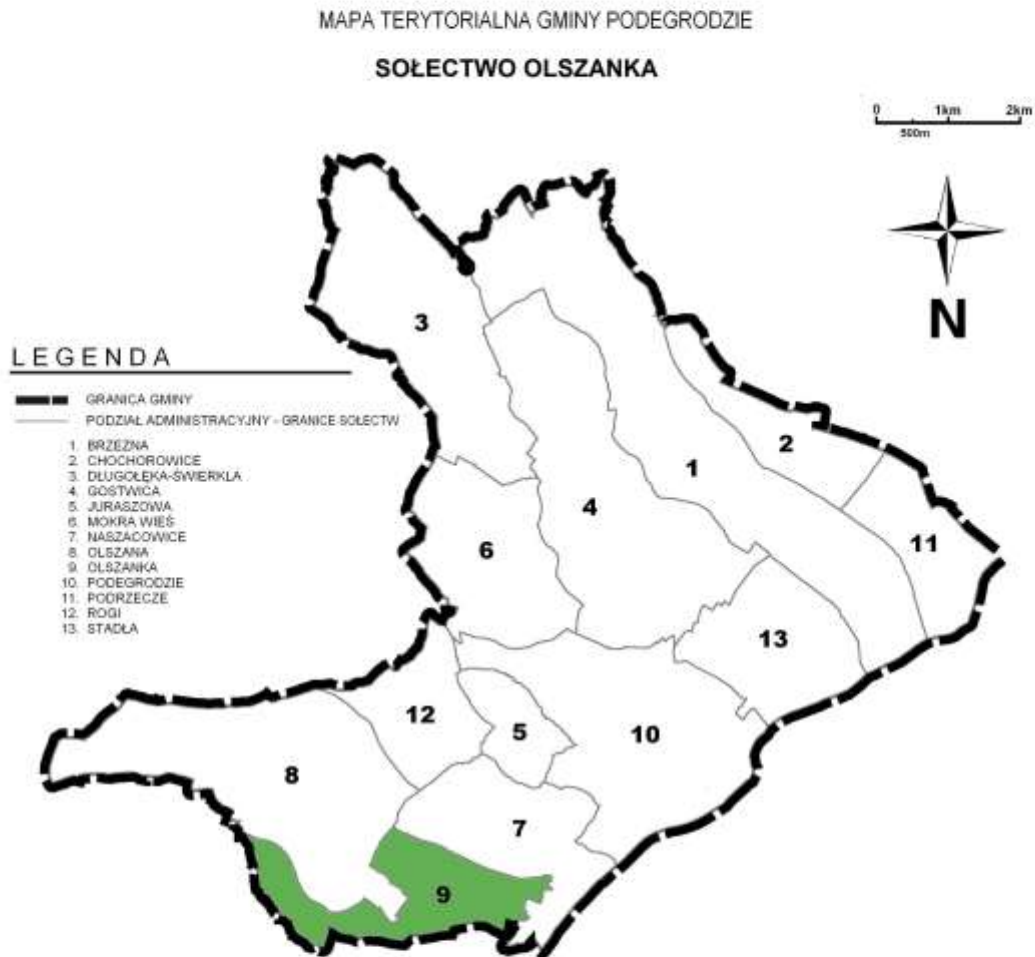 MAPA TERYTORIALNA GMINY PODEGRODZIE
SOŁECTWO OLSZANKA
0 1km 2km
500m
N
LEGENDA
GRANICA GMINY
PODZIAŁ ADMINISTRACYJNY - GRANICE SOŁECTW
1. BRZEZNA
2. CHOCHOROWICE
3. DŁUGOŁĘKA-ŚWIERKLA
4. GOSTWICA
5. JURASZOWA
6. MOKRA WIEŚ
7. NASZACOWICE
8. OLSZANA
9. OLSZANKA
10. PODEGRODZIE
11. PODRZECZE
12. ROGI
13. STADŁA
3
2
1
4
11
6
13
12
5
10
8
7
9